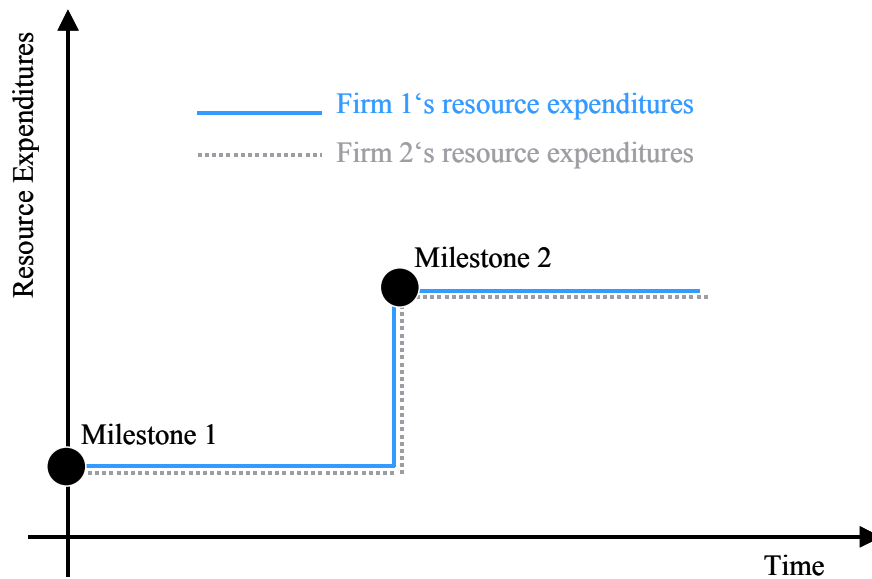 Resource Expenditures
Firm 1‘s resource expenditures
Firm 2‘s resource expenditures
Milestone 2
Milestone 1
Time